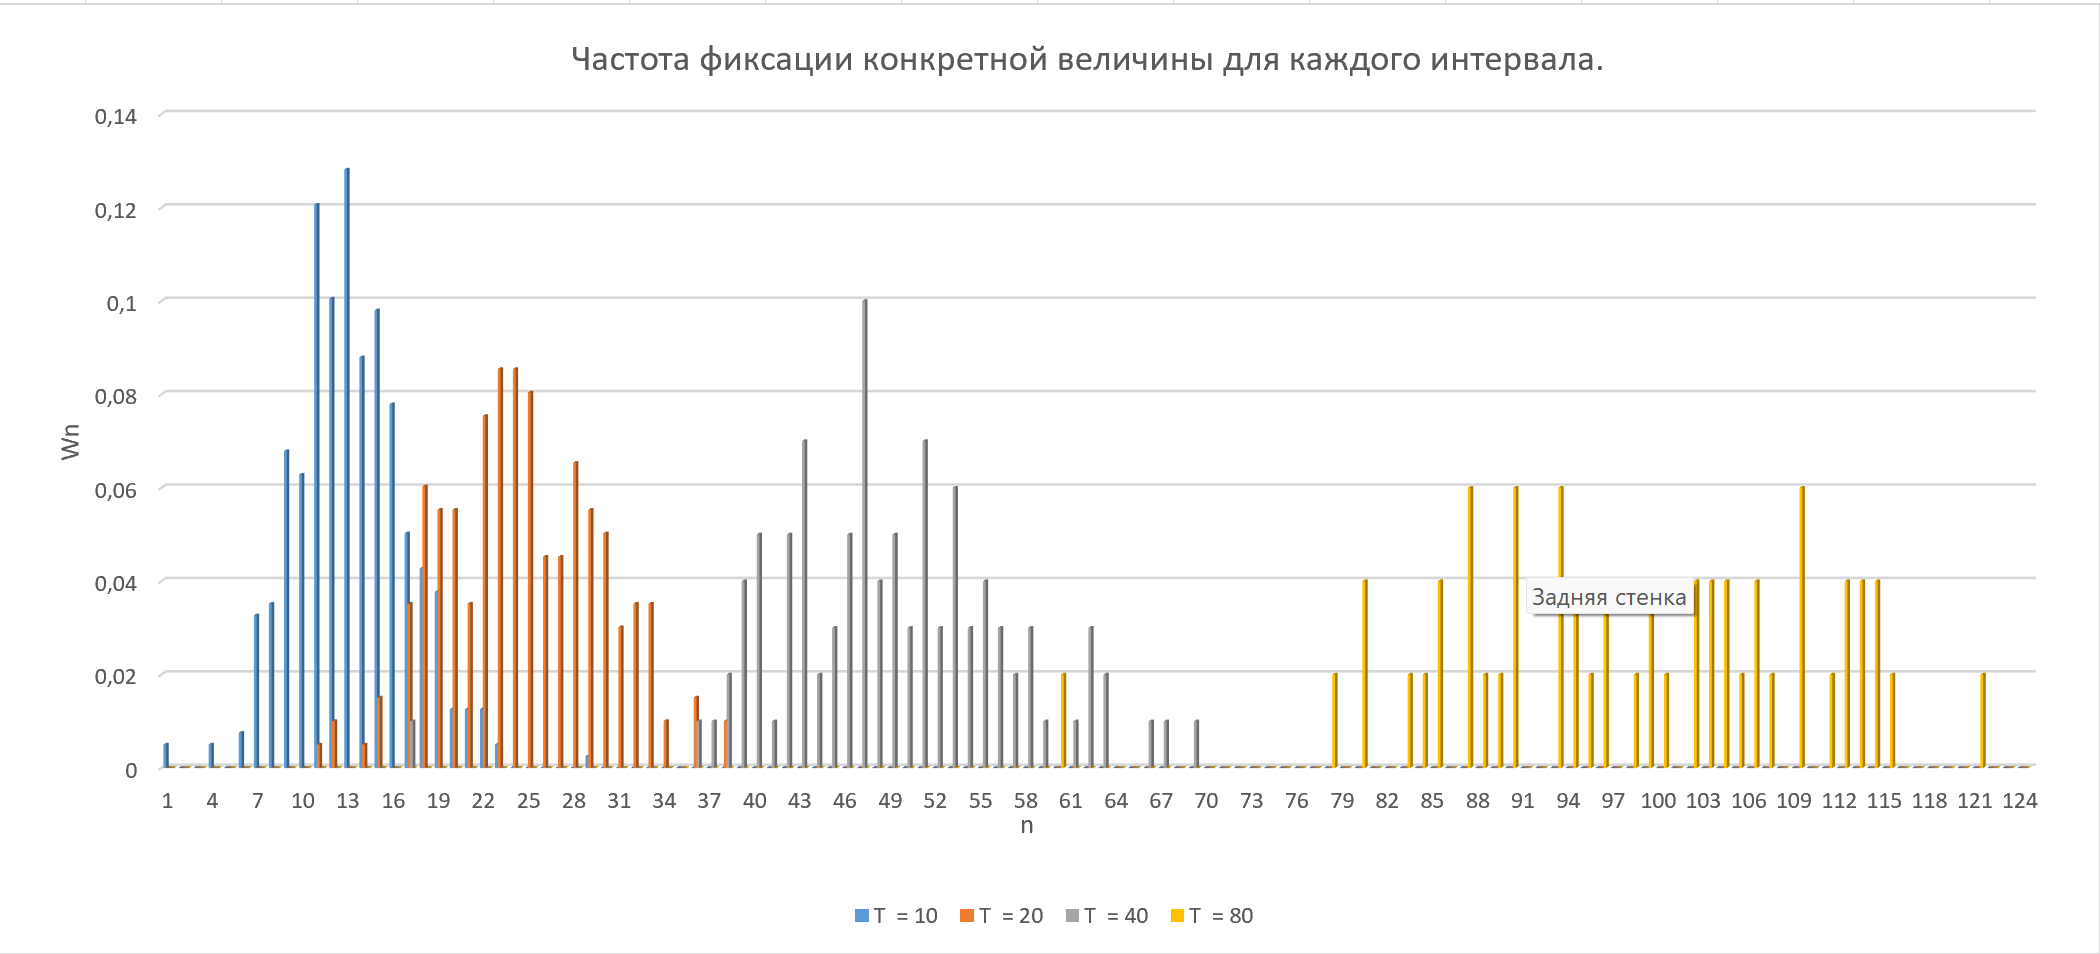 Частота фиксации конкретной величины для каждого интервала.
0,14
0,12
0,1
0,08
0,06
0,04
0,02
0
Wn
Задняя стенка
1 4 7 10 13 16 19 22 25 28 31 34 37 40 43 46 49 52 55 58 61 64 67 70 73 76 79 82 85 88 91 94 97 100 103 106 109 112 115 118 121 124
n
T = 10 T = 20 T = 40 T = 80